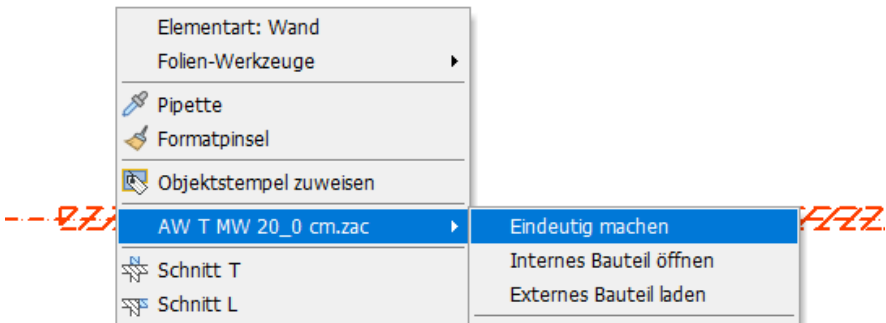 Elementart: Wand
Folien-Werkzeuge
Pipette
Formatpinsel
Objektstempel zuweisen
AW T MW 20_0 cm.zac
Eindeutig machen
Internes Bauteil öffnen
Externes Bauteil laden
Schnitt T
Schnitt L